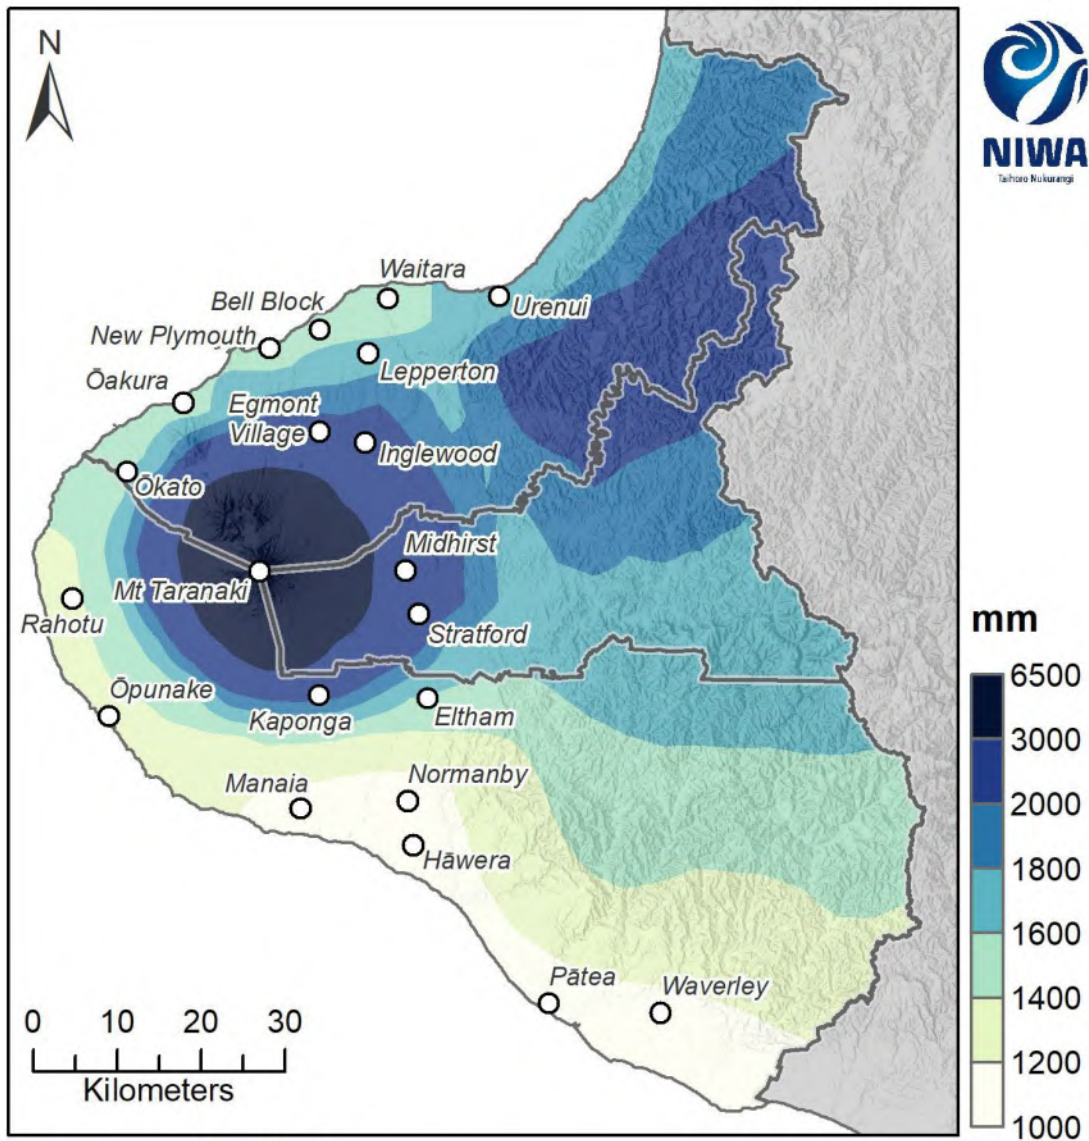 N
NIWA
Taihoro Nukurangi
Waitara
Bell Block
Urenui
New Plymouth
Lepperton
Ōakura
Egmont
Village
Inglewood
Ōkato
Midhirst
Mt Taranaki
Rahotu
Stratford
Ōpunake
Kaponga
Eltham
Manaia
Normanby
Hāwera
Pātea
Waverley
0 10 20 30
Kilometers
mm
6500
3000
2000
1800
1600
1400
1200
1000